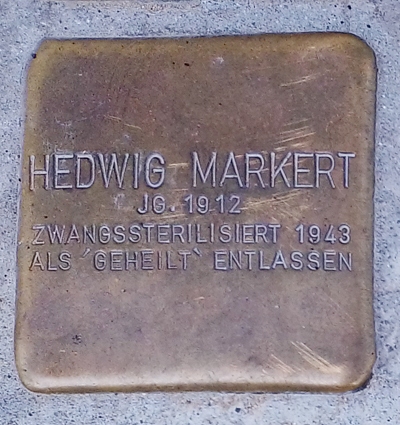 HEDWIG MARKERT
JG. 1912
ZWANGSSTERILISIERT 1943
ALS 'GEHEILT' ENTLASSEN